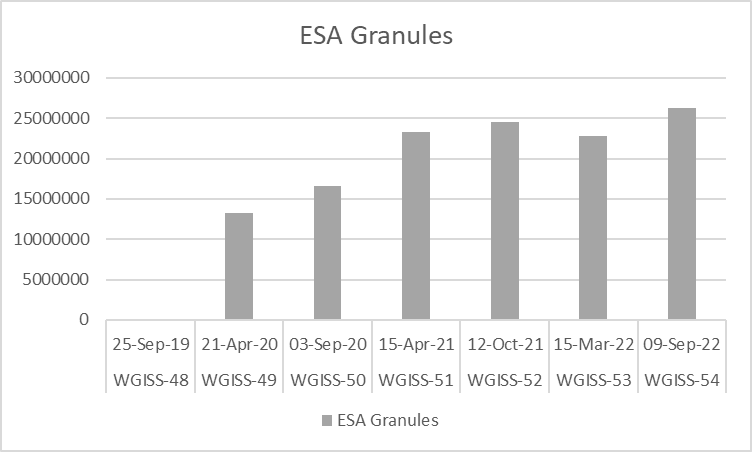 ESA Granules
30000000
25000000
20000000
15000000
10000000
5000000
0
25-Sep-19 21-Apr-20 03-Sep-20 15-Apr-21 12-Oct-21 15-Mar-22 09-Sep-22
WGISS-48 WGISS-49 WGISS-50 WGISS-51 WGISS-52 WGISS-53 WGISS-54
ESA Granules